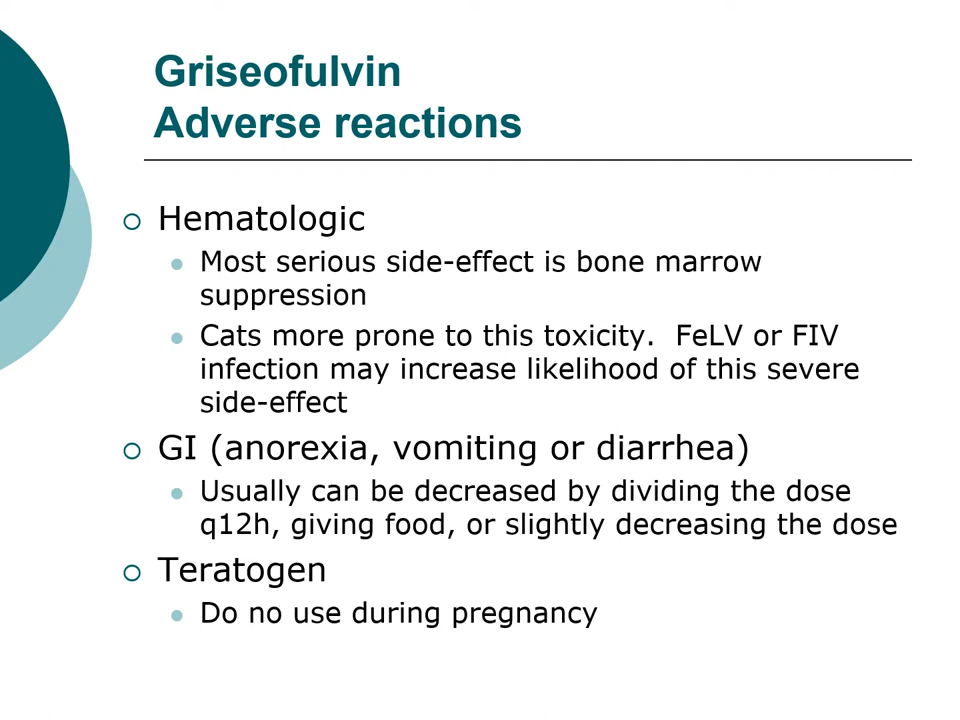 Griseofulvin
Adverse reactions
Hematologic
Most serious side-effect is bone marrow
suppression
Cats more prone to this toxicity.  FeLV or FIV
infection may increase likelihood of this severe
side-effect
GI (anorexia, vomiting or diarrhea)
Usually can be decreased by dividing the dose
q12h, giving food, or slightly decreasing the dose
Teratogen
Do no use during pregnancy